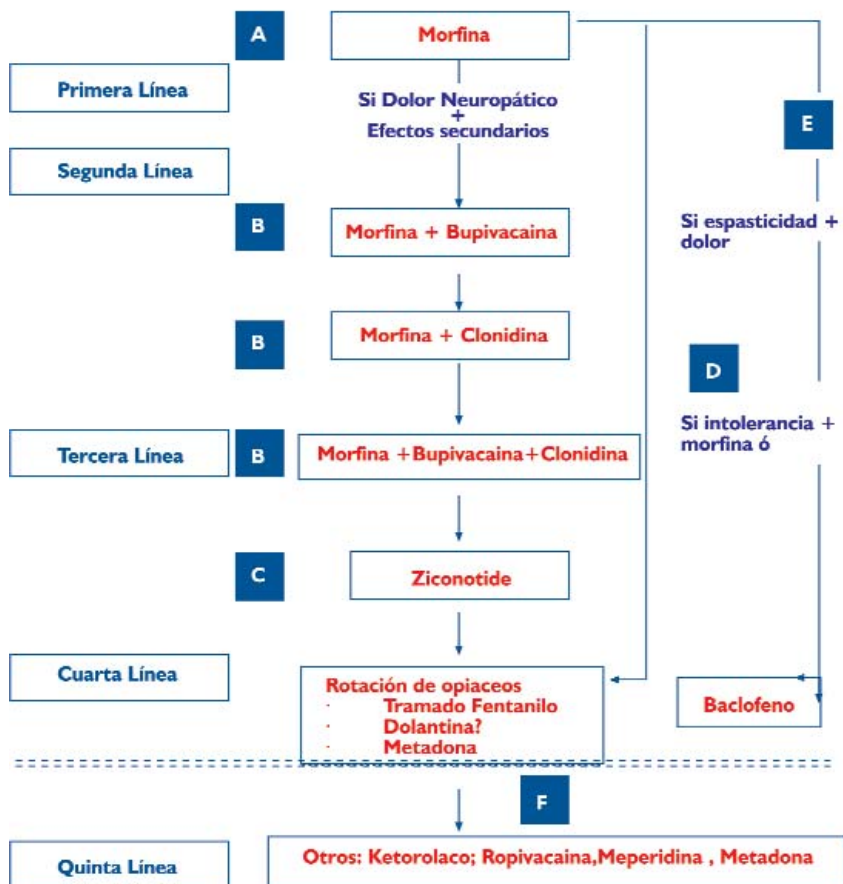 A
Morfina
Primera Línea
Si Dolor Neuropático
+
Efectos secundarios
E
Segunda Línea
B
Morfina + Bupivacaina
Si espasticidad +
dolor
B
Morfina + Clonidina
D
Si intolerancia +
morfina ó
Tercera Línea
B
Morfina +Bupivacaina+Clonidina
C
Ziconotide
Cuarta Línea
Rotación de opiaceos
· Tramado Fentanilo
· Dolantina?
· Metadona
Baclofeno
F
Quinta Línea
Otros: Ketorolaco; Ropivacaina,Meperidina , Metadona